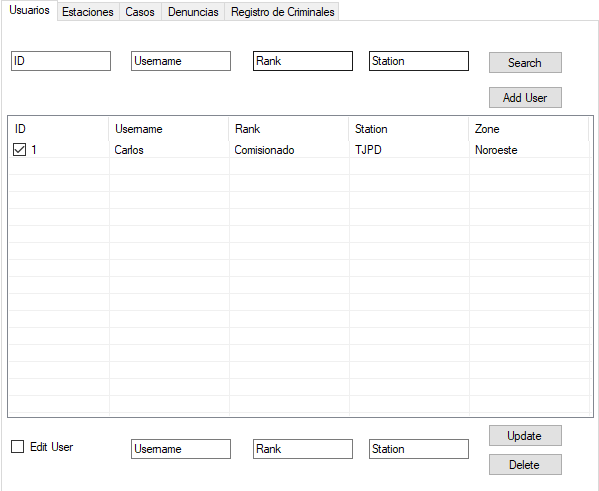 Usuarios Estaciones Casos Denuncias Registro de Criminales
ID Username Rank Station Search
Add User
ID Username Rank Station Zone
1 Carlos Comisionado TJPD Noroeste
Update
Edit User Username Rank Station
Delete